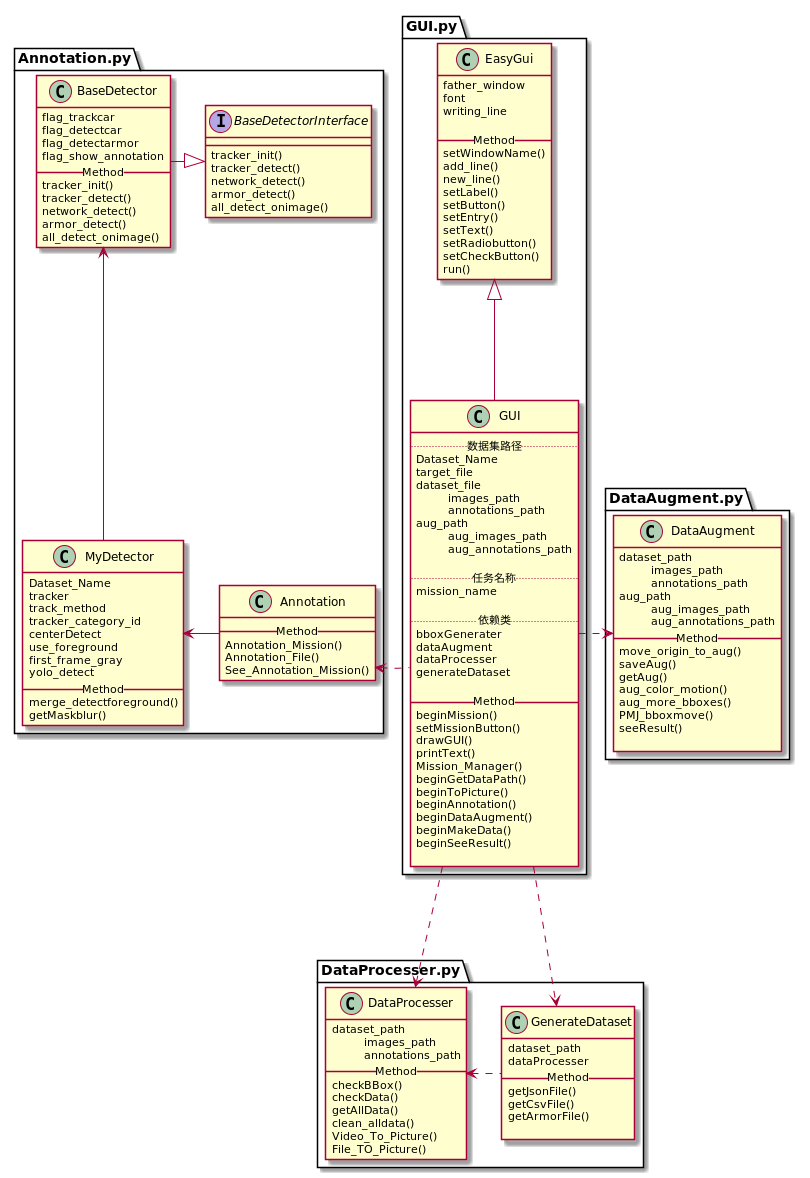 Annotation.py
C BaseDetector
flag_trackcar
flag_detectcar
flag_detectarmor
flag_show_annotation
Method
tracker_init()
tracker_detect()
network_detect()
armor_detect()
all_detect_onimage()
I BaseDetectorInterface
tracker_init()
tracker_detect()
network_detect()
armor_detect()
all_detect_onimage()
C MyDetector
Dataset_Name
tracker
track_method
tracker_category_id
centerDetect
use_foreground
first_frame_gray
yolo_detect
Method
merge_detectforeground()
getMaskblur()
C Annotation
Method
Annotation_Mission()
Annotation_File()
See_Annotation_Mission()
GUI.py
C EasyGui
father_window
font
writing_line
Method
setWindowName()
add_line()
new_line()
setLabel()
setButton()
setEntry()
setText()
setRadiobutton()
setCheckButton()
run()
C GUI
数据集路径
Dataset_Name
target_file
dataset_file
images_path
annotations_path
aug_path
aug_images_path
aug_annotations_path
任务名称
mission_name
依赖类
bboxGenerater
dataAugment
dataProcesser
generateDataset
Method
beginMission()
setMissionButton()
drawGUI()
printText()
Mission_Manager()
beginGetDataPath()
beginToPicture()
beginAnnotation()
beginDataAugment()
beginMakeData()
beginSeeResult()
DataAugment.py
C DataAugment
dataset_path
images_path
annotations_path
aug_path
aug_images_path
aug_annotations_path
Method
move_origin_to_aug()
saveAug()
getAug()
aug_color_motion()
aug_more_bboxes()
PMJ_bboxmove()
seeResult()
DataProcesser.py
C DataProcesser
dataset_path
images_path
annotations_path
Method
checkBBox()
checkData()
getAllData()
clean_alldata()
Video_To_Picture()
File_TO_Picture()
C GenerateDataset
dataset_path
dataProcesser
Method
getJsonFile()
getCsvFile()
getArmorFile()